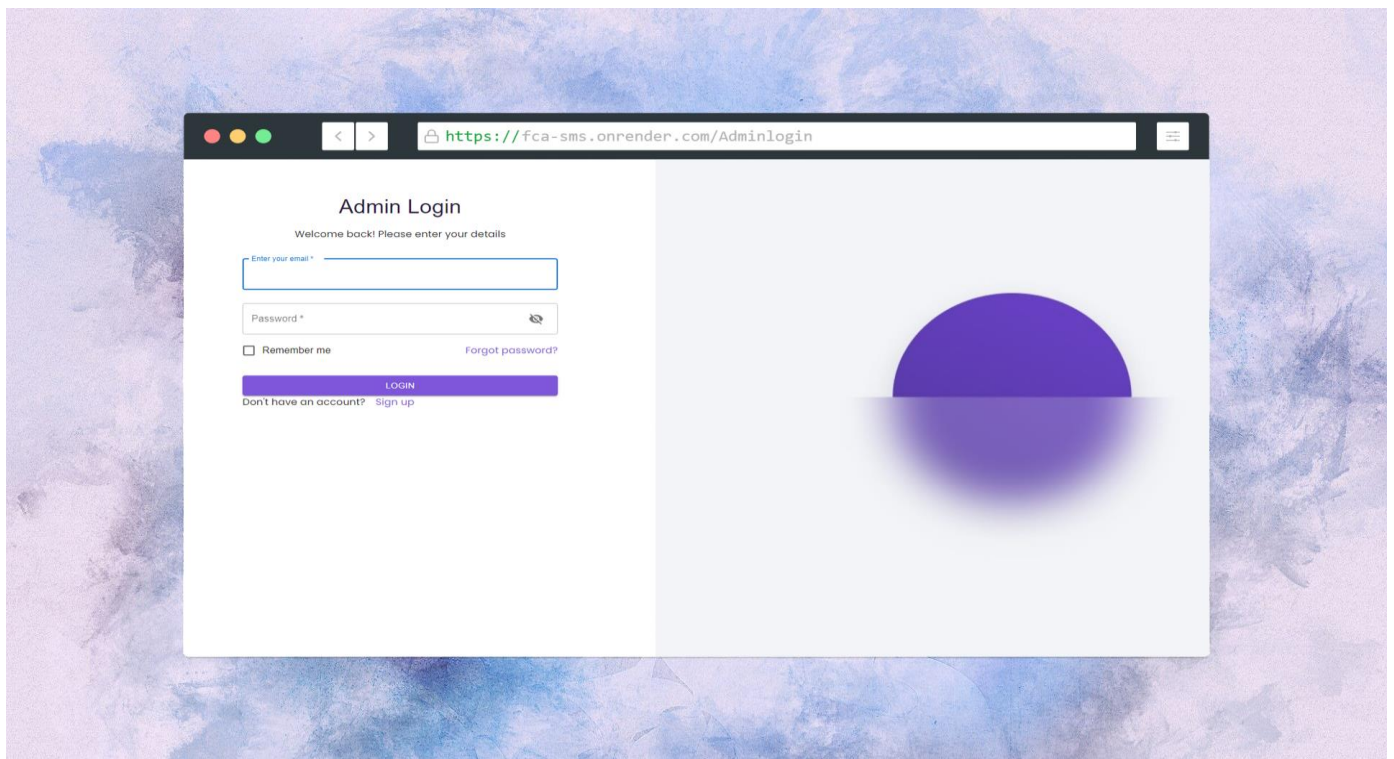 https://fca-sms.onrender.com/Adminlogin
Admin Login
Welcome back! Please enter your details
Enter your email *
Password *
Remember me Forgot password?
LOGIN
Don't have an account? Sign up